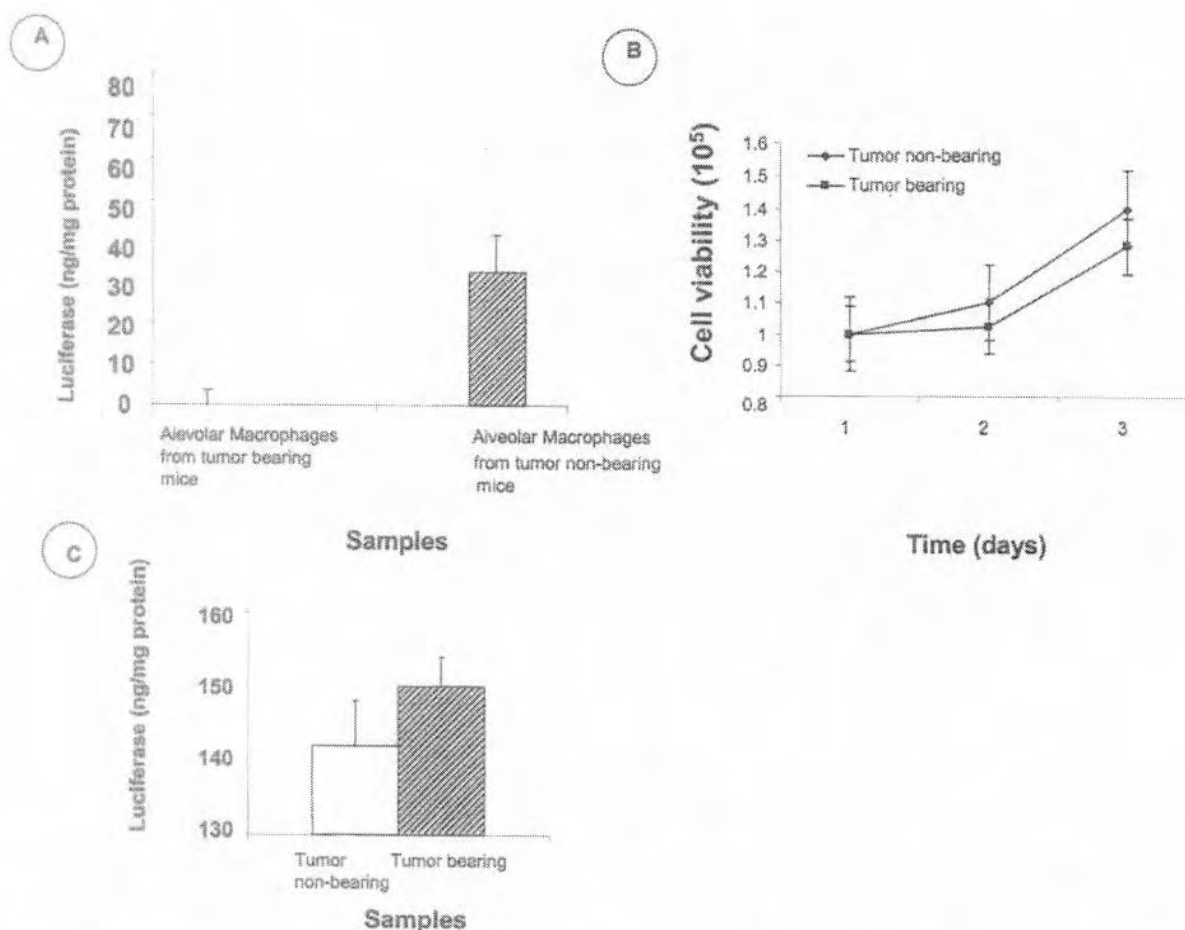 A
Luciferase (ng/mg protein)
80
70
60
50
40
30
20
10
0
Alevolar Macrophages
from tumor bearing
mice
Alveolar Macrophages
from tumor non-bearing
mice
Samples
B
Cell viability (10⁵)
1.6
1.5
1.4
1.3
1.2
1.1
1
0.9
0.8
Tumor non-bearing
Tumor bearing
1 2 3
Time (days)
C
Luciferase (ng/mg protein)
160
150
140
130
Tumor
non-bearing
Tumor bearing
Samples